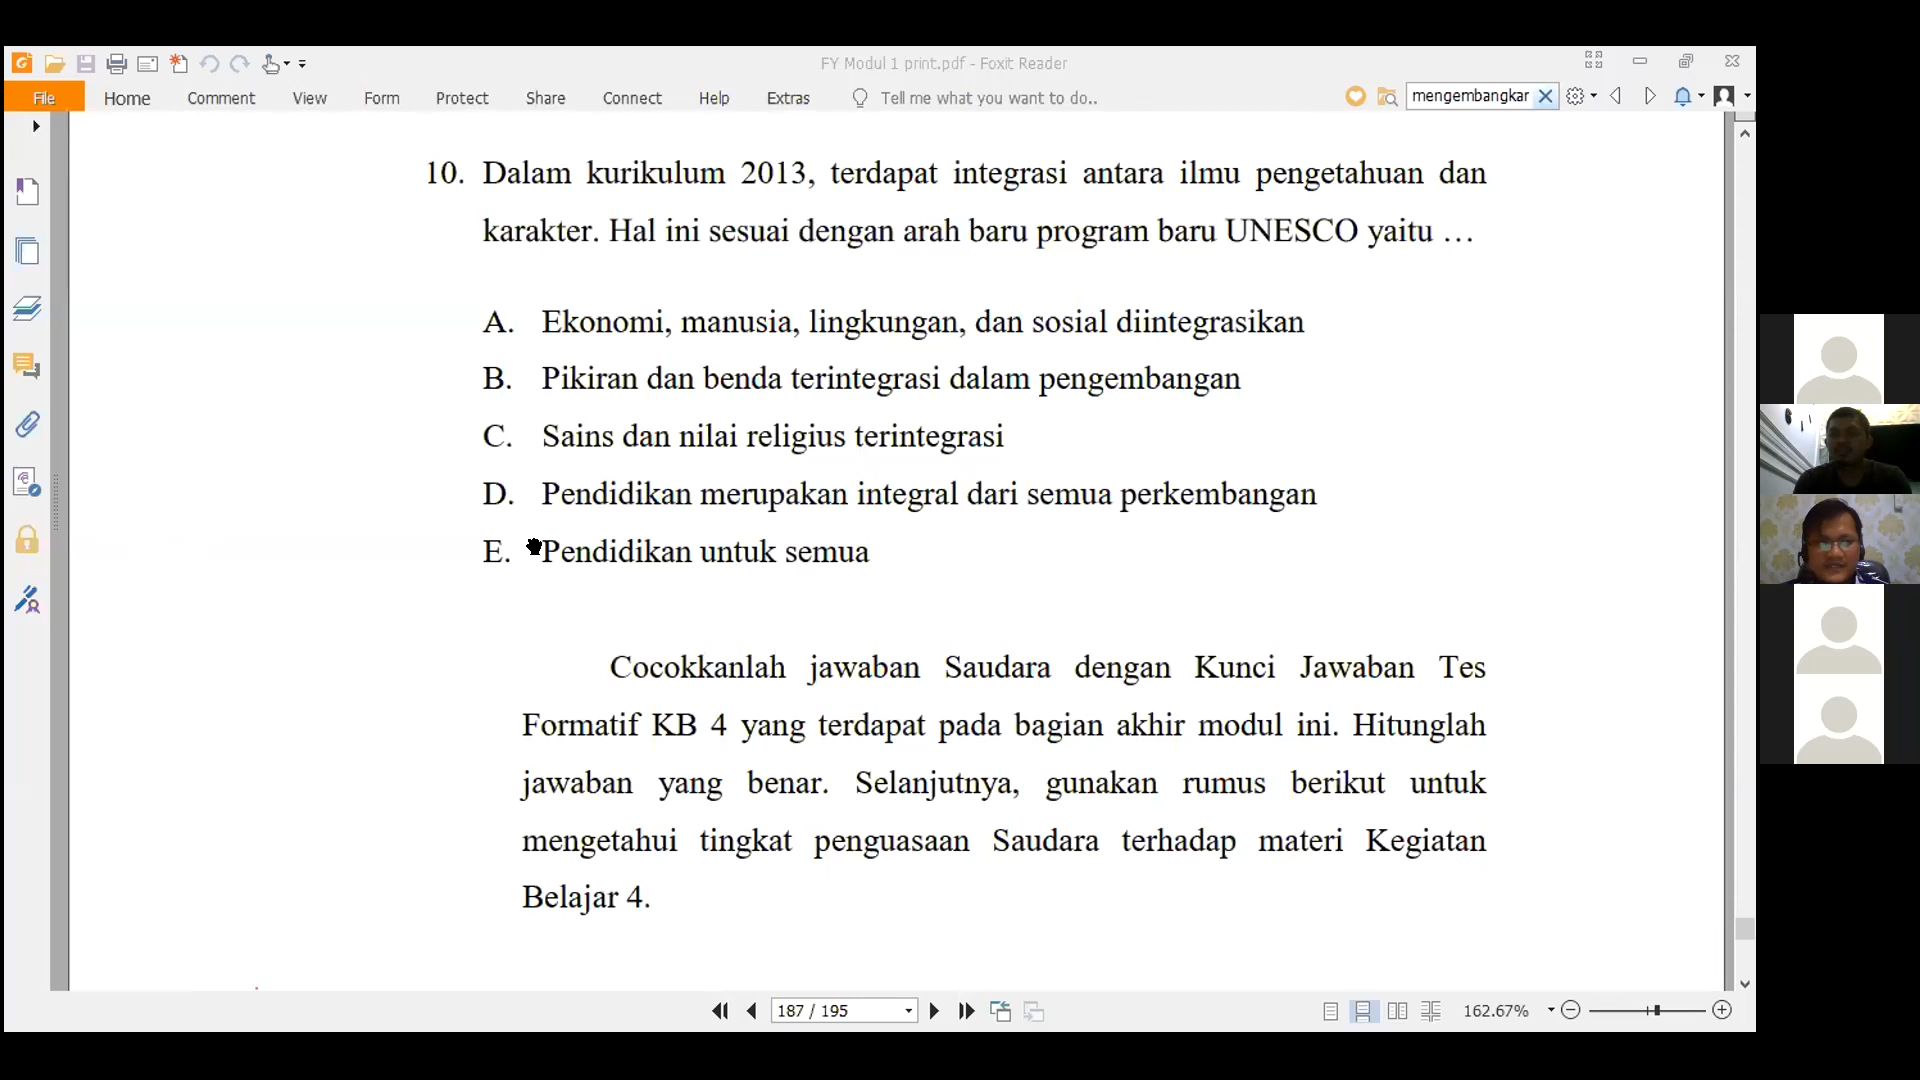 FY Modul 1 print.pdf - Foxit Reader
File Home Comment View Form Protect Share Connect Help Extras Tell me what you want to do.. mengembangkar
10. Dalam kurikulum 2013, terdapat integrasi antara ilmu pengetahuan dan
karakter. Hal ini sesuai dengan arah baru program baru UNESCO yaitu …
A. Ekonomi, manusia, lingkungan, dan sosial diintegrasikan
B. Pikiran dan benda terintegrasi dalam pengembangan
C. Sains dan nilai religius terintegrasi
D. Pendidikan merupakan integral dari semua perkembangan
E. Pendidikan untuk semua
Cocokkanlah jawaban Saudara dengan Kunci Jawaban Tes
Formatif KB 4 yang terdapat pada bagian akhir modul ini. Hitunglah
jawaban yang benar. Selanjutnya, gunakan rumus berikut untuk
mengetahui tingkat penguasaan Saudara terhadap materi Kegiatan
Belajar 4.
187 / 195 162.67%